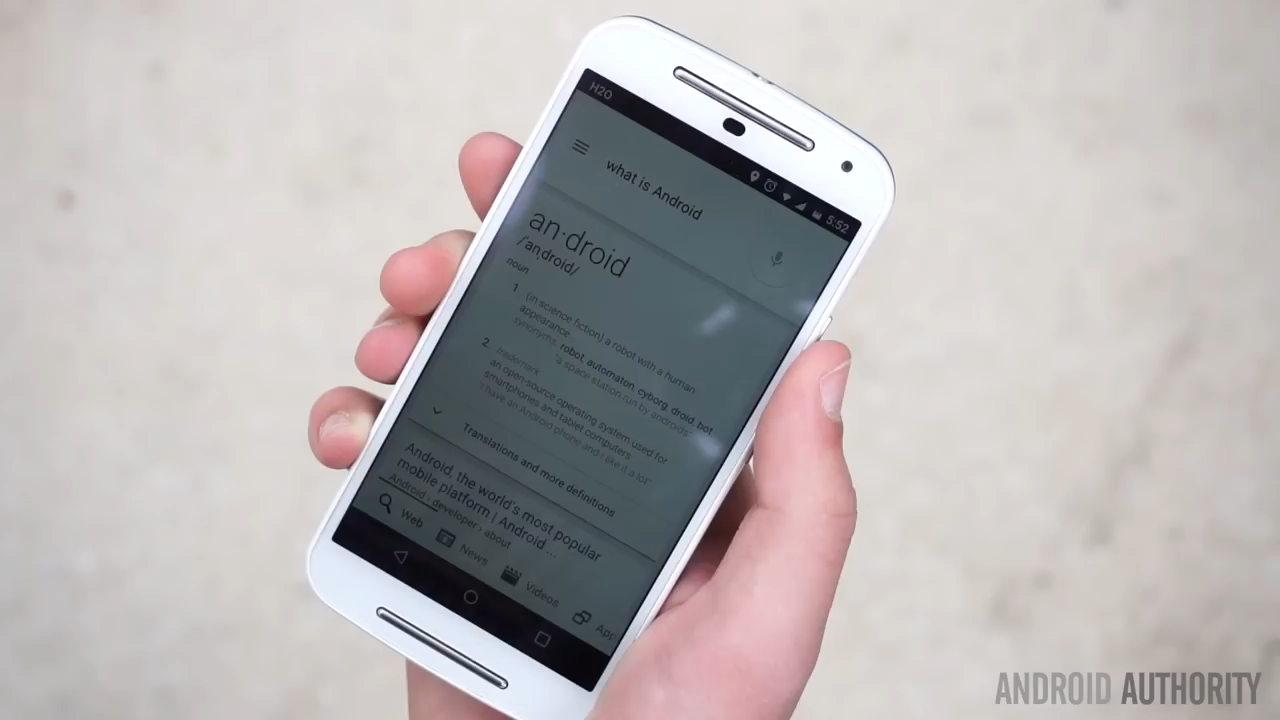 H2O
5:52
what is Android
an·droid
/ˈanˌdroid/
noun
1 (in science fiction) a robot with a human
appearance.
synonyms: robot, automaton, cyborg, droid, bot
"a space station run by androids"
2 trademark
an open-source operating system used for
smartphones and tablet computers.
"I have an Android phone and I like it a lot"
Translations and more definitions
Android, the world's most popular
mobile platform | Android ...
Android › developer › about
Web
News
Videos
App
ANDROID AUTHORITY